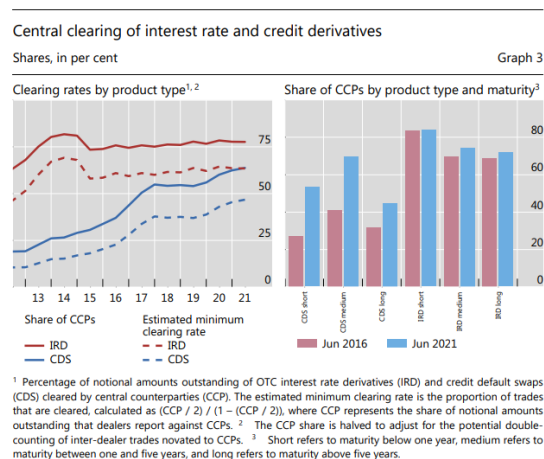 Central clearing of interest rate and credit derivatives
Shares, in per cent
Graph 3
Clearing rates by product type1, 2
Share of CCPs by product type and maturity3
75
50
25
0
13 14 15 16 17 18 19 20 21
Share of CCPs
Estimated minimum
clearing rate
IRD
IRD
CDS
CDS
80
60
40
20
0
CDS short
CDS medium
CDS long
IRD short
IRD medium
IRD long
Jun 2016
Jun 2021
1 Percentage of notional amounts outstanding of OTC interest rate derivatives (IRD) and credit default swaps
(CDS) cleared by central counterparties (CCP). The estimated minimum clearing rate is the proportion of trades
that are cleared, calculated as (CCP / 2) / (1 – (CCP / 2)), where CCP represents the share of notional amounts
outstanding that dealers report against CCPs. 2 The CCP share is halved to adjust for the potential double-
counting of inter-dealer trades novated to CCPs. 3 Short refers to maturity below one year, medium refers to
maturity between one and five years, and long refers to maturity above five years.